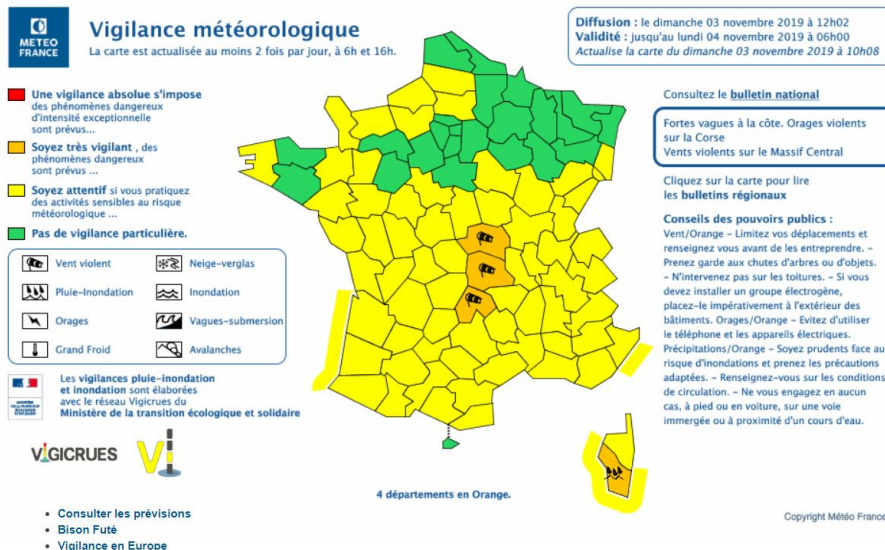 METEO
FRANCE
Vigilance météorologique
La carte est actualisée au moins 2 fois par jour, à 6h et 16h.
Diffusion : le dimanche 03 novembre 2019 à 12h02
Validité : jusqu'au lundi 04 novembre 2019 à 06h00
Actualise la carte du dimanche 03 novembre 2019 à 10h08
Une vigilance absolue s'impose
des phénomènes dangereux
d'intensité exceptionnelle
sont prévus...
Soyez très vigilant , des
phénomènes dangereux
sont prévus ...
Soyez attentif si vous pratiquez
des activités sensibles au risque
météorologique ...
Pas de vigilance particulière.
Vent violent
Neige-verglas
Pluie-Inondation
Inondation
Orages
Vagues-submersion
Grand Froid
Avalanches
Les vigilances pluie-inondation
et inondation sont élaborées
avec le réseau Vigicrues du
Ministère de la transition écologique et solidaire
VIGICRUES
Vi
Consultez le bulletin national
Fortes vagues à la côte. Orages violents
sur la Corse
Vents violents sur le Massif Central
Cliquez sur la carte pour lire
les bulletins régionaux
Conseils des pouvoirs publics :
Vent/Orange – Limitez vos déplacements et
renseignez vous avant de les entreprendre. –
Prenez garde aux chutes d'arbres ou d'objets.
– N'intervenez pas sur les toitures. – Si vous
devez installer un groupe électrogène,
placez-le impérativement à l'extérieur des
bâtiments. Orages/Orange – Evitez d'utiliser
le téléphone et les appareils électriques.
Précipitations/Orange – Soyez prudents face au
risque d'inondations et prenez les précautions
adaptées. – Renseignez-vous sur les conditions
de circulation. – Ne vous engagez en aucun
cas, à pied ou en voiture, sur une voie
immergée ou à proximité d'un cours d'eau.
4 départements en Orange.
Copyright Météo France
• Consulter les prévisions
• Bison Futé
• Vigilance en Europe